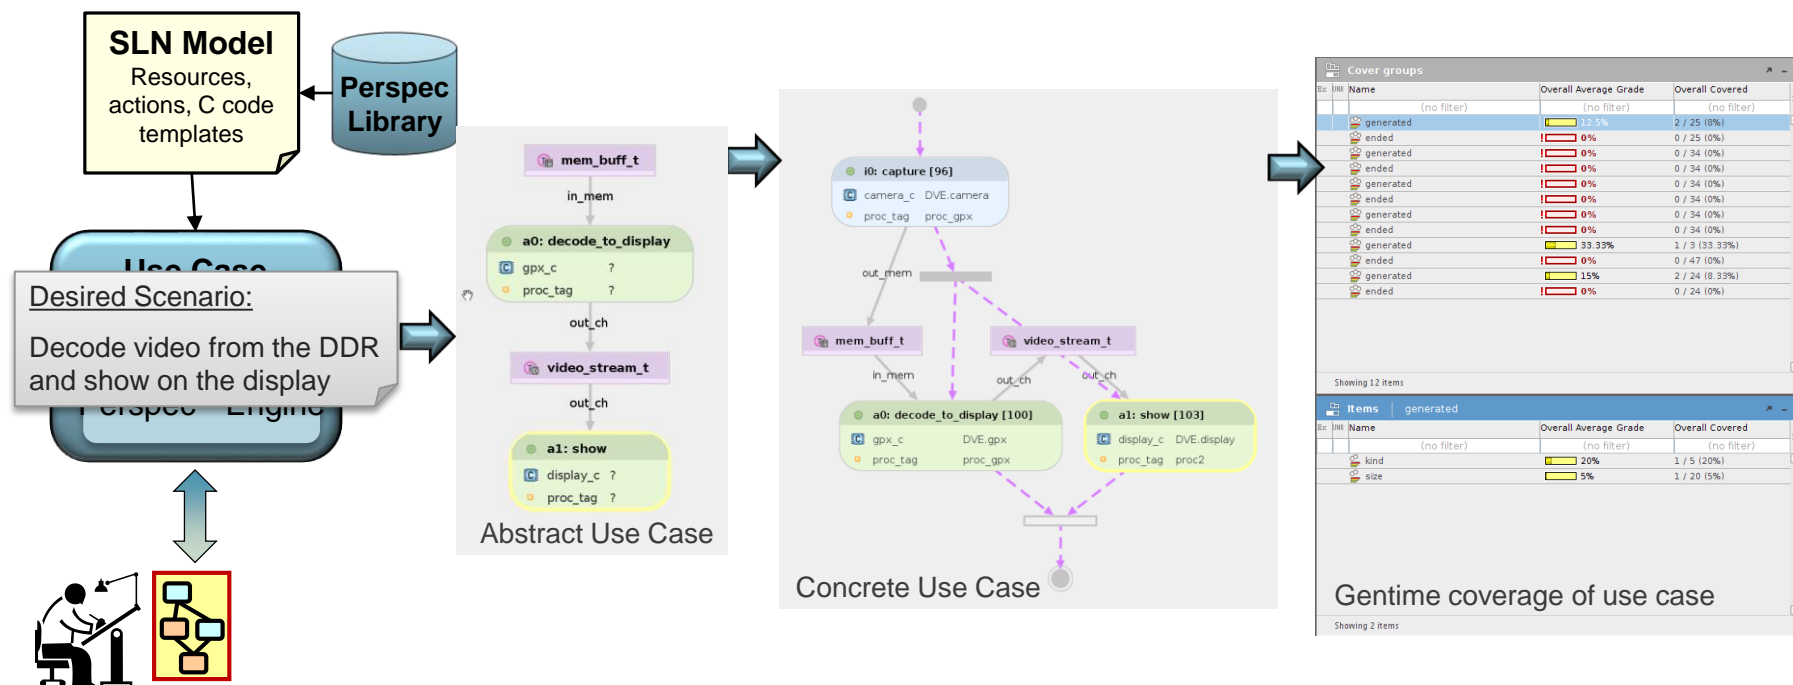 SLN Model
Resources,
actions, C code
templates
Perspec
Library
Use Case
Desired Scenario:
Decode video from the DDR
and show on the display
Perspec Engine
mem_buff_t
in_mem
a0: decode_to_display
gpx_c ?
proc_tag ?
out_ch
video_stream_t
out_ch
a1: show
display_c ?
proc_tag ?
Abstract Use Case
i0: capture [96]
camera_c DVE.camera
proc_tag proc_gpx
out_mem
mem_buff_t
video_stream_t
in_mem
out_ch
out_ch
a0: decode_to_display [100]
gpx_c DVE.gpx
proc_tag proc_gpx
a1: show [103]
display_c DVE.display
proc_tag proc2
Concrete Use Case
Cover groups
Ex UNR Name Overall Average Grade Overall Covered
(no filter) (no filter) (no filter)
generated 12.5% 2 / 25 (8%)
ended 0% 0 / 25 (0%)
generated 0% 0 / 34 (0%)
ended 0% 0 / 34 (0%)
generated 0% 0 / 34 (0%)
ended 0% 0 / 34 (0%)
generated 0% 0 / 34 (0%)
ended 0% 0 / 34 (0%)
generated 33.33% 1 / 3 (33.33%)
ended 0% 0 / 47 (0%)
generated 15% 2 / 24 (8.33%)
ended 0% 0 / 24 (0%)
Showing 12 items
Items generated
Ex UNR Name Overall Average Grade Overall Covered
(no filter) (no filter) (no filter)
kind 20% 1 / 5 (20%)
size 5% 1 / 20 (5%)
Gentime coverage of use case
Showing 2 items